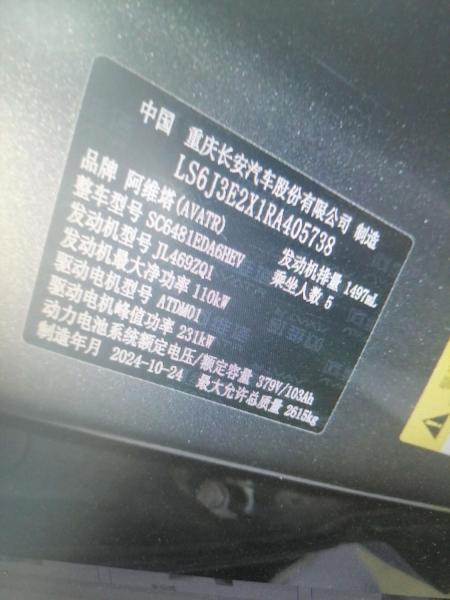 中国 重庆长安汽车股份有限公司 制造
LS6J3E2X1RA405738
品牌 阿维塔(AVATR)
整车型号 SC6481EDA6HEV 发动机排量 1497mL
发动机型号 JL469ZQ1 乘坐人数 5
发动机最大净功率 110kW
驱动电机型号 ATDM01
驱动电机峰值功率 231kW
动力电池系统额定电压/额定容量 379V/103Ah
制造年月 2024-10-24 最大允许总质量 2615kg